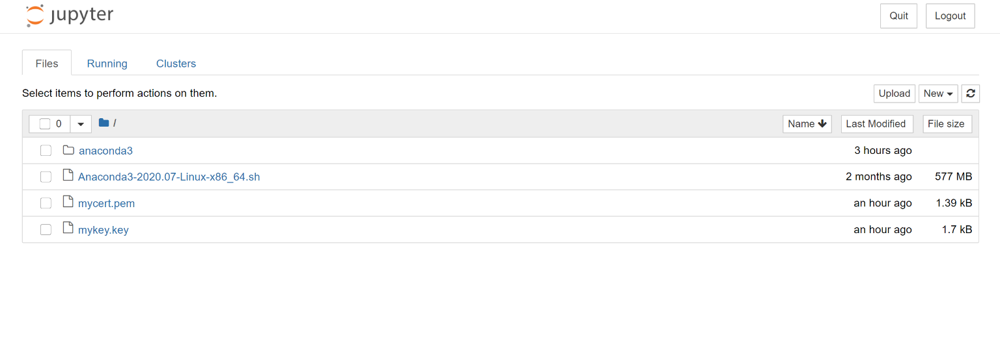 jupyter Quit Logout
Files Running Clusters
Select items to perform actions on them. Upload New
0 / Name Last Modified File size
anaconda3 3 hours ago
Anaconda3-2020.07-Linux-x86_64.sh 2 months ago 577 MB
mycert.pem an hour ago 1.39 kB
mykey.key an hour ago 1.7 kB